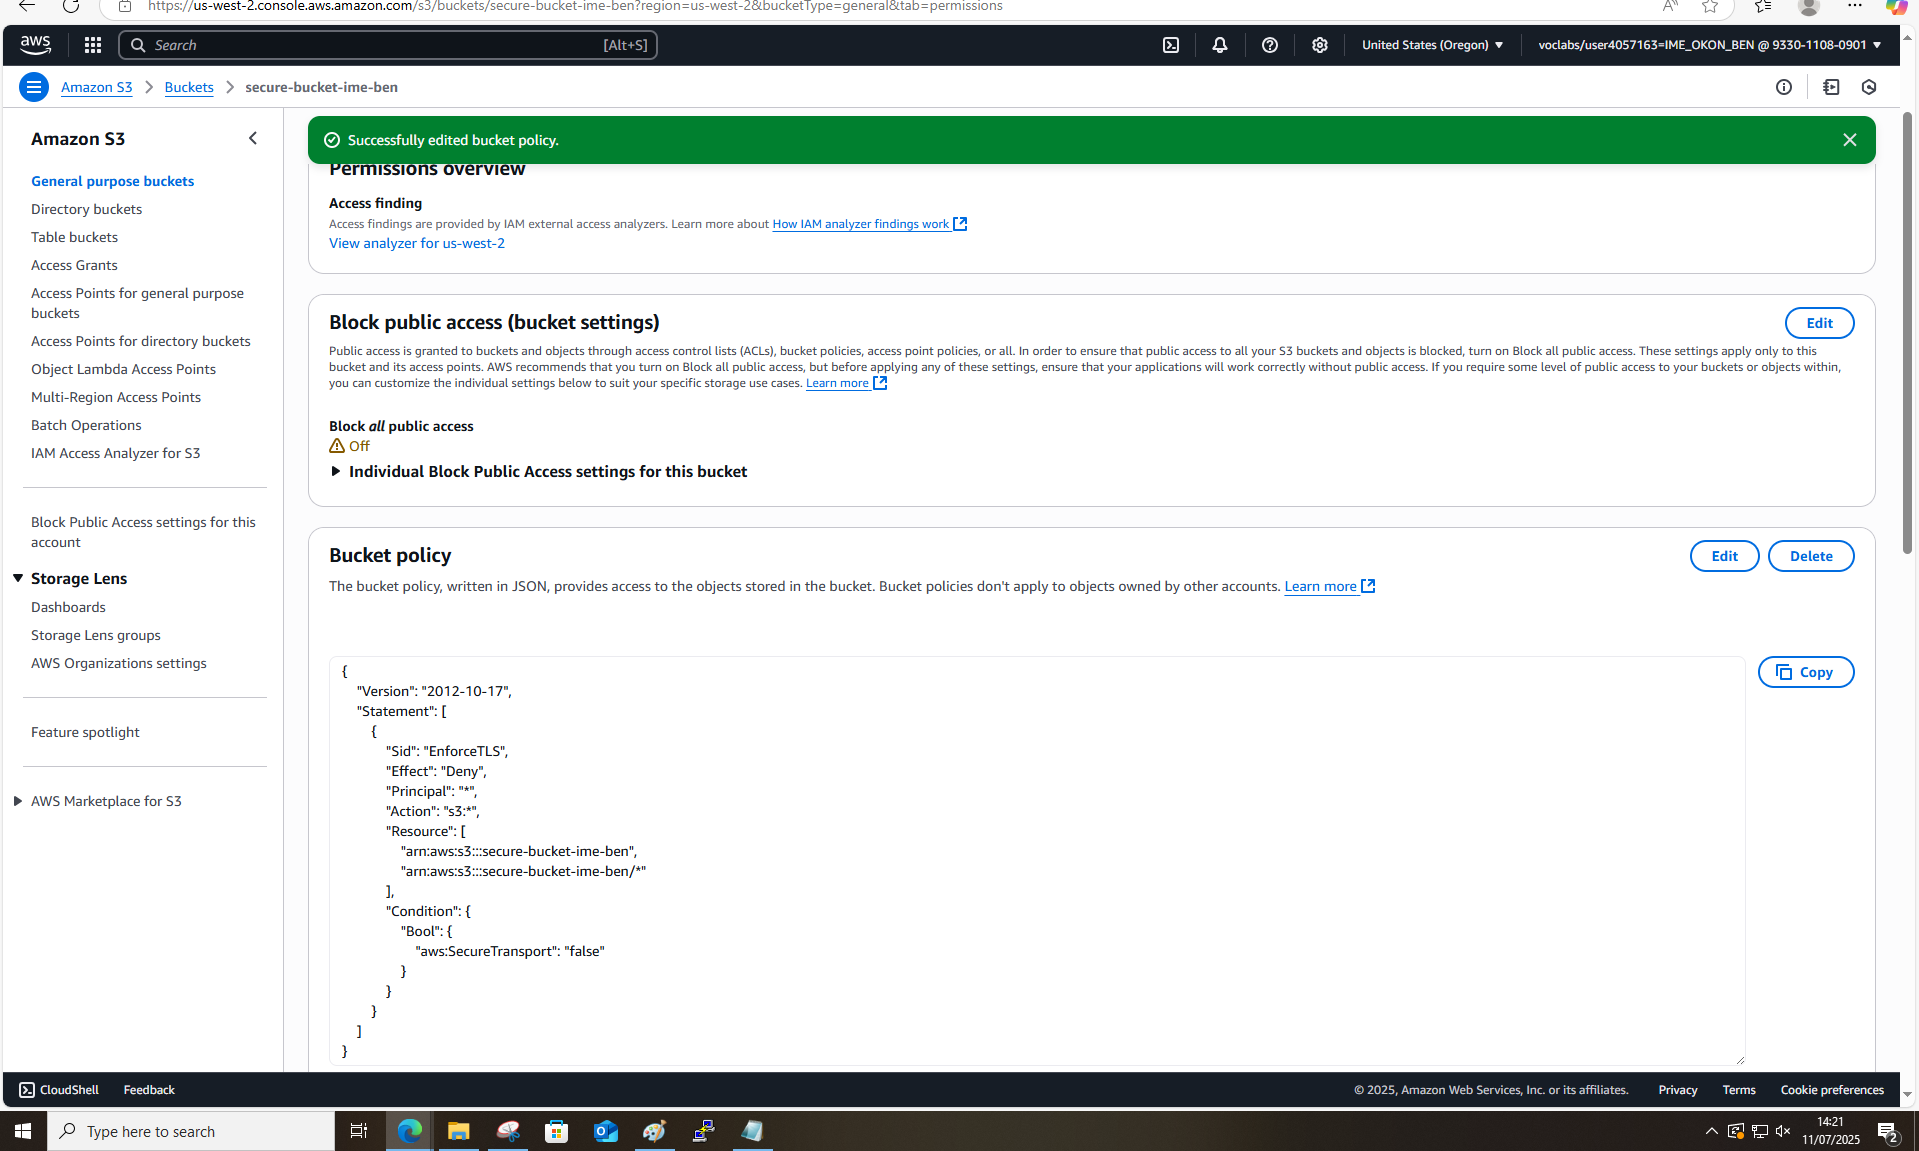 https://us-west-2.console.aws.amazon.com/s3/buckets/secure-bucket-ime-ben?region=us-west-2&bucketType=general&tab=permissions
aws
Search
[Alt+S]
United States (Oregon)
voclabs/user4057163=IME_OKON_BEN @ 9330-1108-0901
Amazon S3
Buckets
secure-bucket-ime-ben
Amazon S3
General purpose buckets
Directory buckets
Table buckets
Access Grants
Access Points for general purpose
buckets
Access Points for directory buckets
Object Lambda Access Points
Multi-Region Access Points
Batch Operations
IAM Access Analyzer for S3
Block Public Access settings for this
account
Storage Lens
Dashboards
Storage Lens groups
AWS Organizations settings
Feature spotlight
AWS Marketplace for S3
Successfully edited bucket policy.
Permissions overview
Access finding
Access findings are provided by IAM external access analyzers. Learn more about How IAM analyzer findings work
View analyzer for us-west-2
Block public access (bucket settings)
Edit
Public access is granted to buckets and objects through access control lists (ACLs), bucket policies, access point policies, or all. In order to ensure that public access to all your S3 buckets and objects is blocked, turn on Block all public access. These settings apply only to this
bucket and its access points. AWS recommends that you turn on Block all public access, but before applying any of these settings, ensure that your applications will work correctly without public access. If you require some level of public access to your buckets or objects within,
you can customize the individual settings below to suit your specific storage use cases. Learn more
Block all public access
Off
Individual Block Public Access settings for this bucket
Bucket policy
Edit
Delete
The bucket policy, written in JSON, provides access to the objects stored in the bucket. Bucket policies don't apply to objects owned by other accounts. Learn more
Copy
{
"Version": "2012-10-17",
"Statement": [
{
"Sid": "EnforceTLS",
"Effect": "Deny",
"Principal": "*",
"Action": "s3:*",
"Resource": [
"arn:aws:s3:::secure-bucket-ime-ben",
"arn:aws:s3:::secure-bucket-ime-ben/*"
],
"Condition": {
"Bool": {
"aws:SecureTransport": "false"
}
}
}
]
}
CloudShell
Feedback
© 2025, Amazon Web Services, Inc. or its affiliates.
Privacy
Terms
Cookie preferences
Type here to search
14:21
11/07/2025
2